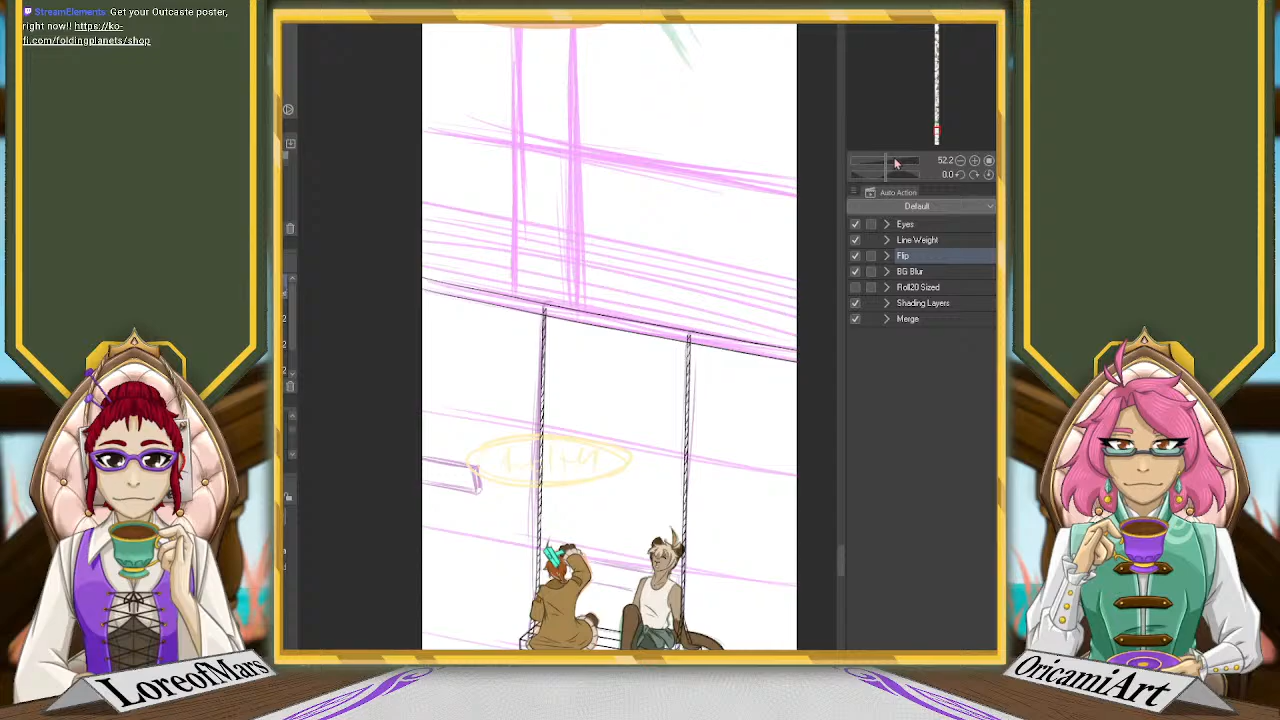 StreamElements Get your Outcaste poster,
right now!! https://ko-
fi.com/foldingplanets/shop
52.2
0.0
Auto Action
Default
Eyes
Line Weight
Flip
BG Blur
Roll20 Sized
Shading Layers
Merge
LoreofMars
OricamiArt